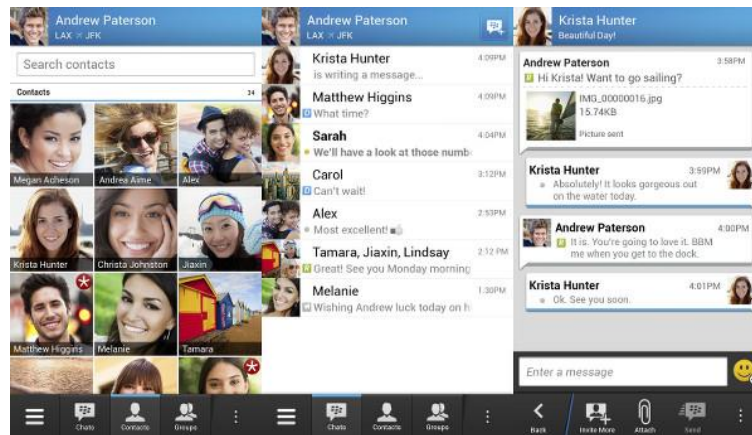 Andrew Paterson
LAX ✈ JFK
Search contacts
Contacts
24
Megan Acheson
Andrea Aime
Alex
Krista Hunter
Christa Johnston
Jiaxin
Matthew Higgins
Melanie
Tamara
Chats
Contacts
Groups
Andrew Paterson
LAX ✈ JFK
Krista Hunter 4:09PM
is writing a message...
Matthew Higgins 4:09PM
D What time?
Sarah 4:04PM
We'll have a look at those numb
Carol 3:12PM
D Can't wait!
Alex 2:53PM
Most excellent!
Tamara, Jiaxin, Lindsay 2:12 PM
R Great! See you Monday morning
Melanie 1:30PM
Wishing Andrew luck today on h
Chats
Contacts
Groups
Krista Hunter
Beautiful Day!
Andrew Paterson 3:58PM
R Hi Krista! Want to go sailing?
IMG_00000016.jpg
15.74KB
Picture sent
Krista Hunter 3:59PM
Absolutely! It looks gorgeous out
on the water today.
Andrew Paterson 4:00PM
R It is. You're going to love it. BBM
me when you get to the dock.
Krista Hunter 4:01PM
Ok. See you soon.
Enter a message
Back
Invite More
Attach
Send